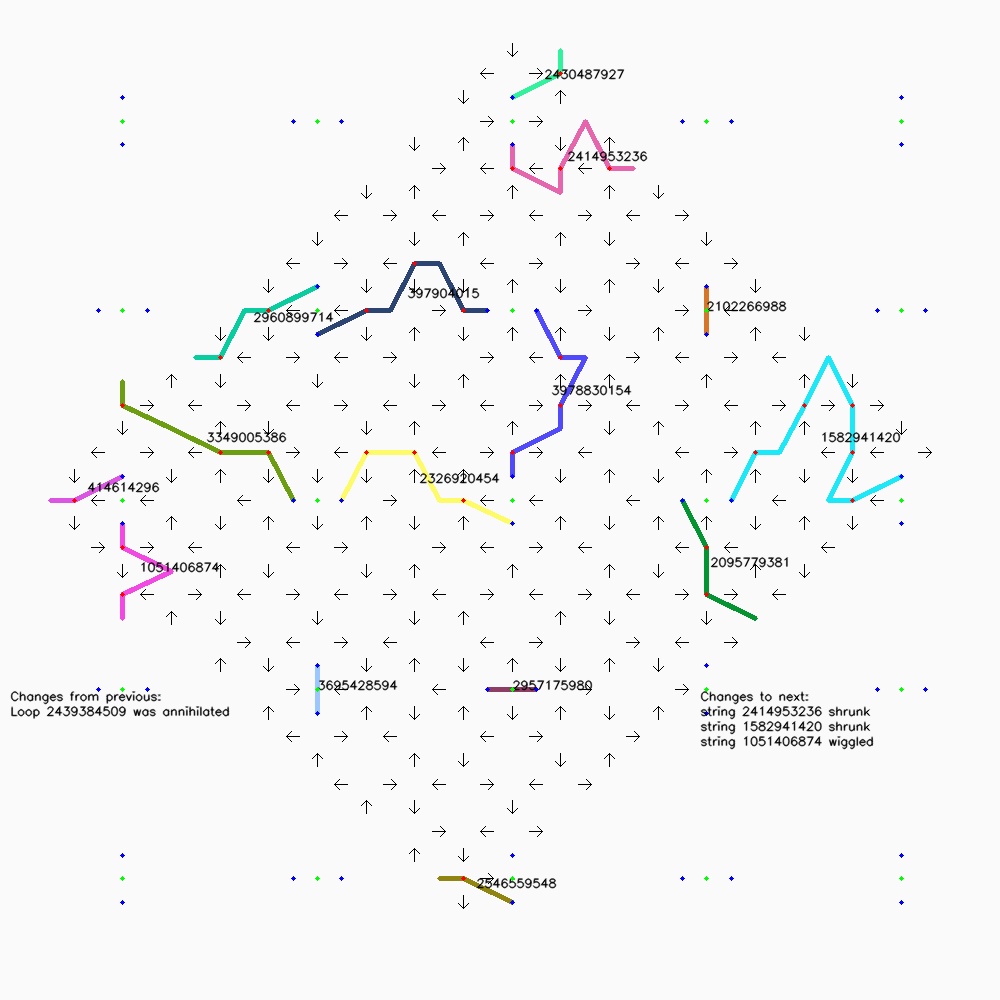 2430487927
2414953236
397904015
2102266988
2960899714
3978830154
3349005386
1582941420
2326920454
414614296
2095779381
1051406874
3695428594
2957175980
Changes from previous:
Loop 2439384509 was annihilated
Changes to next:
string 2414953236 shrunk
string 1582941420 shrunk
string 1051406874 wiggled
2546559548